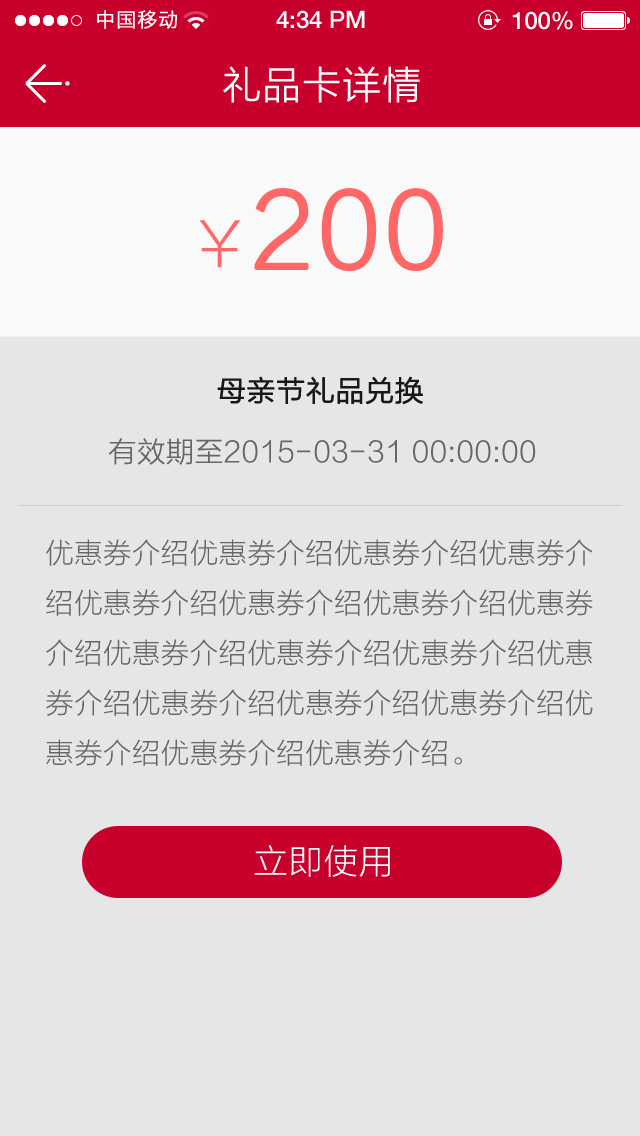 中国移动 4:34 PM 100%
礼品卡详情
¥200
母亲节礼品兑换
有效期至2015-03-31 00:00:00
优惠券介绍优惠券介绍优惠券介绍优惠券介
绍优惠券介绍优惠券介绍优惠券介绍优惠券
介绍优惠券介绍优惠券介绍优惠券介绍优惠
券介绍优惠券介绍优惠券介绍优惠券介绍优
惠券介绍优惠券介绍优惠券介绍。
立即使用